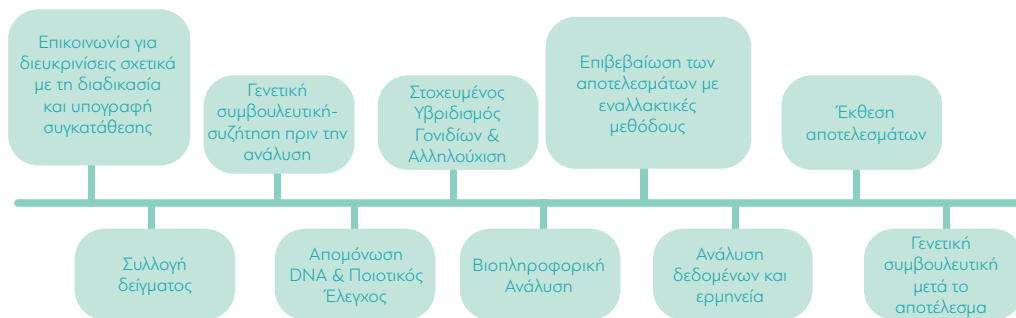 Επικοινωνία για
διευκρινίσεις σχετικά
με τη διαδικασία
και υπογραφή
συγκατάθεσης
Συλλογή
δείγματος
Γενετική
συμβουλευτική-
συζήτηση πριν την
ανάλυση
Απομόνωση
DNA & Ποιοτικός
Έλεγχος
Στοχευμένος
Υβριδισμός
Γονιδίων &
Αλληλούχιση
Βιοπληροφορική
Ανάλυση
Επιβεβαίωση των
αποτελεσμάτων με
εναλλακτικές
μεθόδους
Ανάλυση
δεδομένων και
ερμηνεία
Έκθεση
αποτελεσμάτων
Γενετική
συμβουλευτική
μετά το
αποτέλεσμα